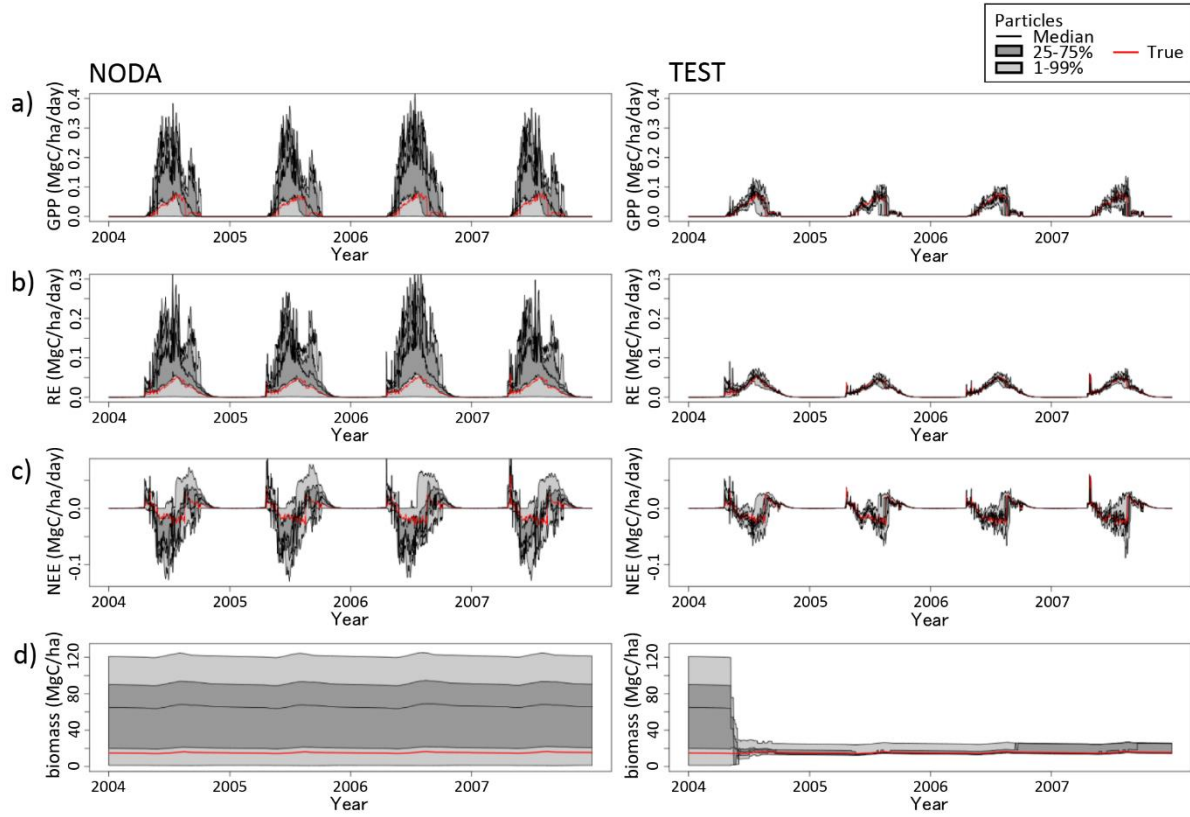 Particles
Median
25-75%
1-99%
True
NODA
TEST
a)
GPP (MgC/ha/day)
0.0 0.1 0.2 0.3 0.4
2004 2005 2006 2007
Year
GPP (MgC/ha/day)
0.0 0.1 0.2 0.3 0.4
2004 2005 2006 2007
Year
b)
RE (MgC/ha/day)
0.0 0.1 0.2 0.3
2004 2005 2006 2007
Year
RE (MgC/ha/day)
0.0 0.1 0.2 0.3
2004 2005 2006 2007
Year
c)
NEE (MgC/ha/day)
-0.1 0.0
2004 2005 2006 2007
Year
NEE (MgC/ha/day)
-0.1 0.0
2004 2005 2006 2007
Year
d)
biomass (MgC/ha)
0 40 80 120
2004 2005 2006 2007
Year
biomass (MgC/ha)
0 40 80 120
2004 2005 2006 2007
Year